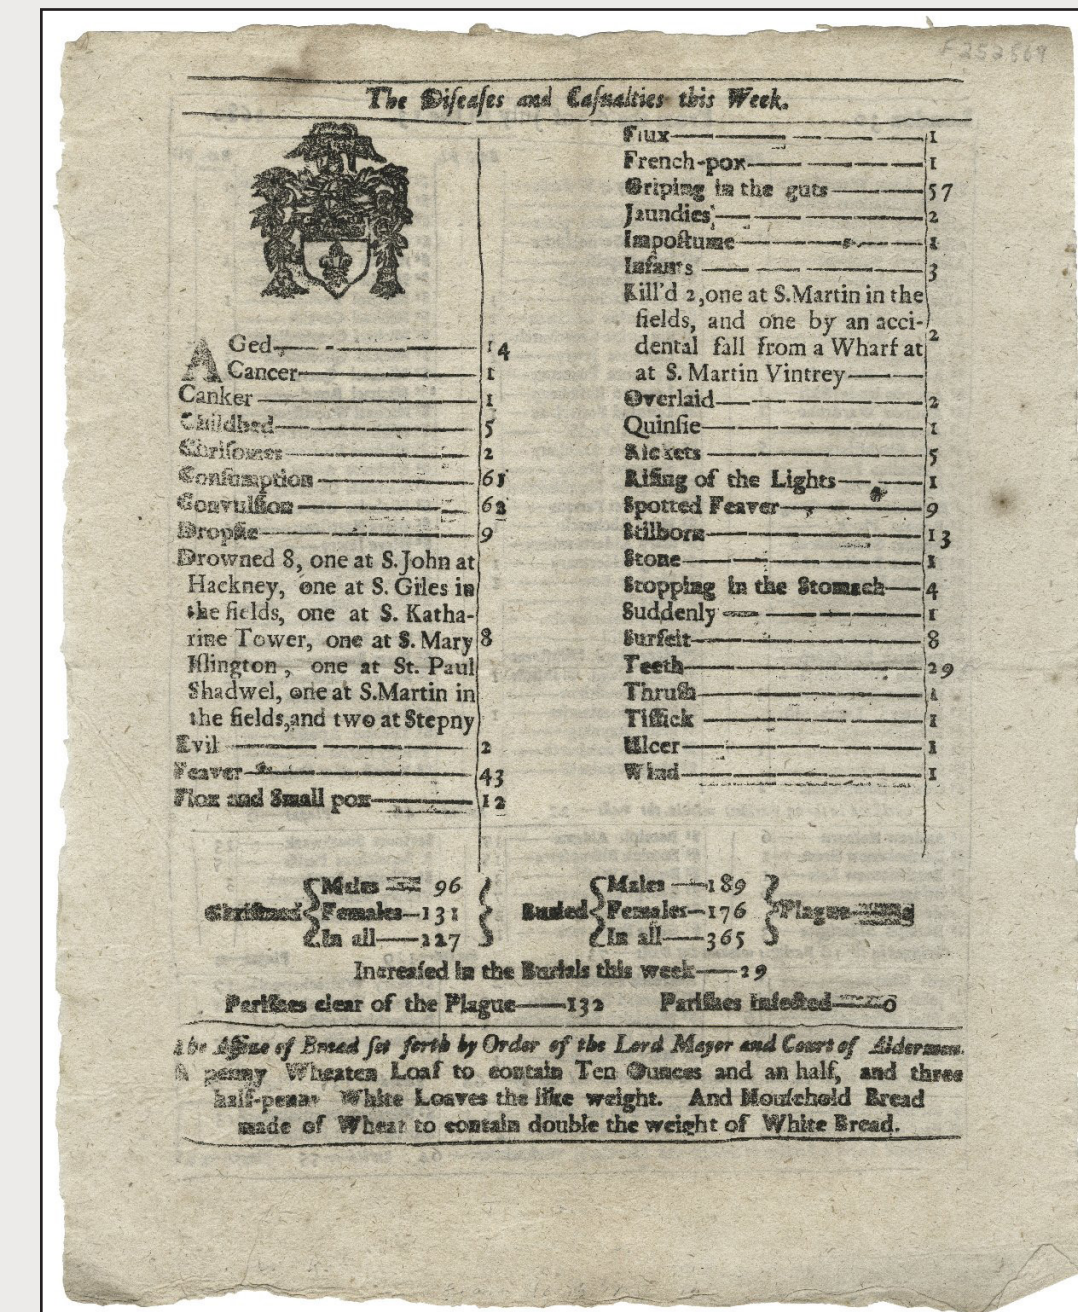 F252569
The Diſeaſes and Caſualties this Week.
AGed 14
Cancer 1
Canker 1
Childbed 5
Chriſomes 2
Conſumption 65
Convulſion 62
Dropſie 9
Drowned 8, one at S. John at
Hackney, one at S. Giles in
the fields, one at S. Katha-
rine Tower, one at S. Mary 8
Iſlington, one at St. Paul
Shadwel, one at S. Martin in
the fields, and two at Stepny
Evil 2
Feaver 43
Flox and Small pox 12
Flux 1
French-pox 1
Griping in the guts 57
Jaundies 2
Impoſtume 1
Infants 3
Kill'd 2, one at S. Martin in the
fields, and one by an acci-
dental fall from a Wharf at 2
at S. Martin Vintrey
Overlaid 2
Quinſie 1
Rickets 5
Riſing of the Lights 1
Spotted Feaver 9
Stilborn 13
Stone 1
Stopping in the Stomach 4
Suddenly 1
Surfeit 8
Teeth 29
Thruſh 1
Tiſſick 1
Ulcer 1
Wind 1
Males 96
Chriſtned Females 131
In all 227
Males 189
Buried Females 176 Plague
In all 365
Increaſed in the Burials this week 29
Pariſhes clear of the Plague 132 Pariſhes infected 0
The Aſſize of Bread ſet forth by Order of the Lord Mayor and Court of Aldermen.
A penny Wheaten Loaf to contain Ten Ounces and an half, and three
half-penny White Loaves the like weight. And Houſehold Bread
made of Wheat to contain double the weight of White Bread.